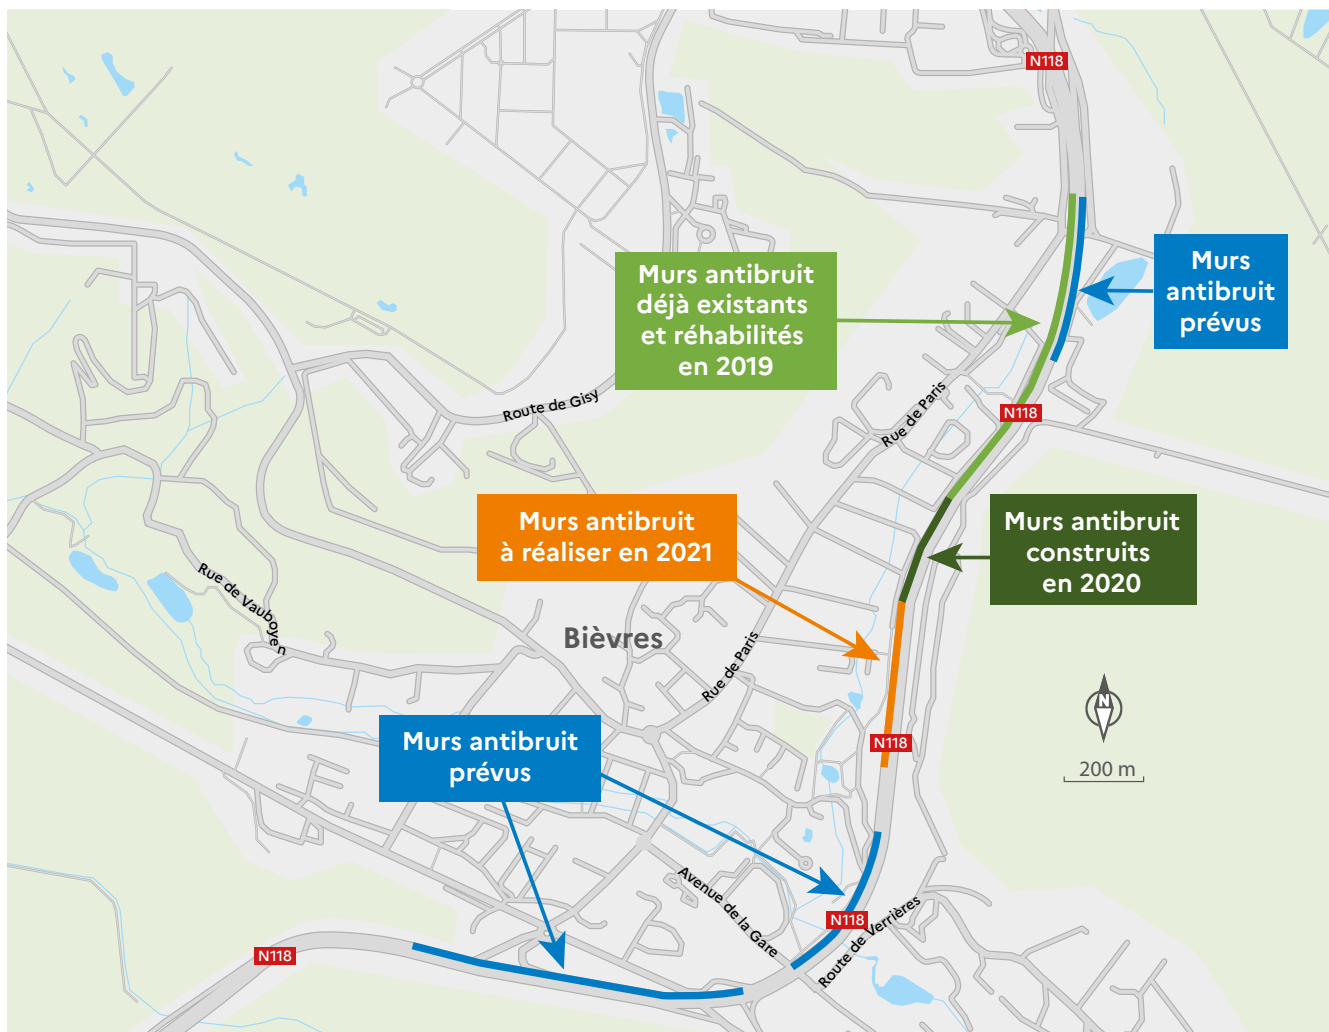 N118
Murs
antibruit
prévus
Murs antibruit
déjà existants
et réhabilités
en 2019
Route de Gisy
Rue de Paris
N118
Murs antibruit
à réaliser en 2021
Murs antibruit
construits
en 2020
Rue de Vauboyen
Bièvres
Rue de Paris
N
200 m
Murs antibruit
prévus
N118
Avenue de la Gare
N118
Route de Verrières
N118